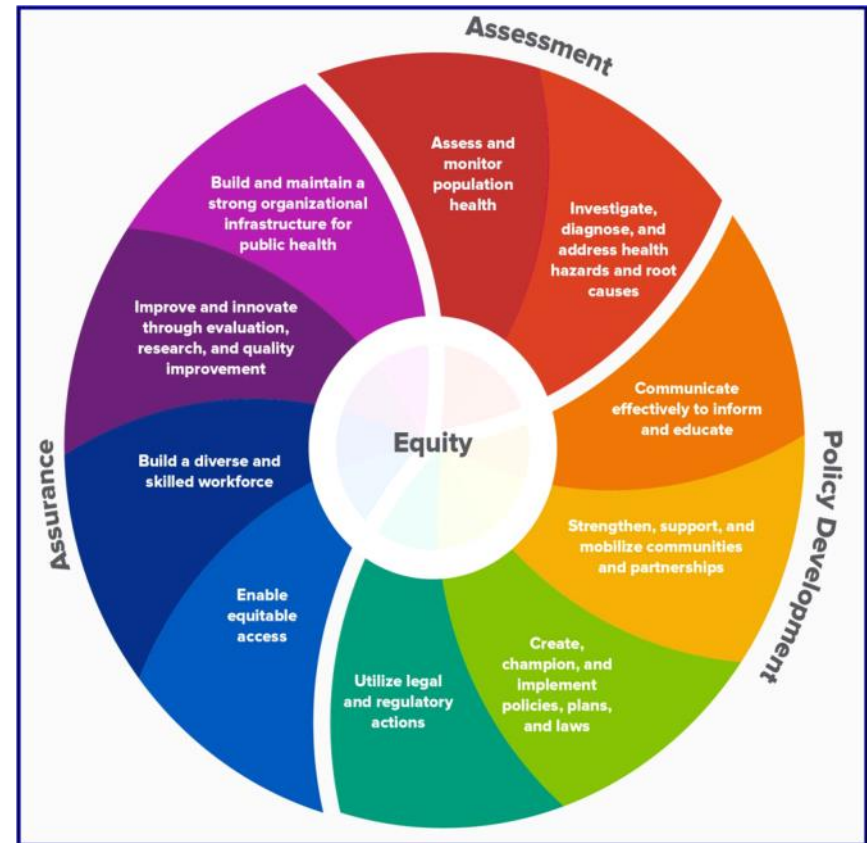 Assessment
Assess and
monitor
population
health
Investigate,
diagnose, and
address health
hazards and root
causes
Communicate
effectively to inform
and educate
Strengthen, support, and
mobilize communities
and partnerships
Create,
champion, and
implement
policies, plans,
and laws
Utilize legal
and regulatory
actions
Policy Development
Enable
equitable
access
Build a diverse and
skilled workforce
Improve and innovate
through evaluation,
research, and quality
improvement
Build and maintain a
strong organizational
infrastructure for
public health
Assurance
Equity